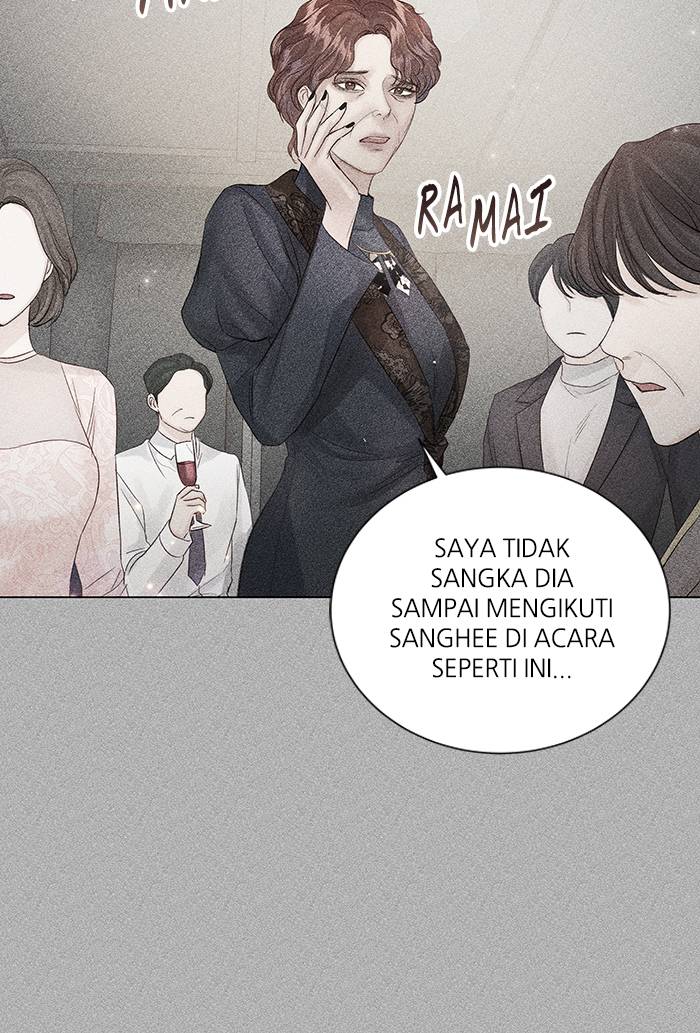 RAMAI
SAYA TIDAK
SANGKA DIA
SAMPAI MENGIKUTI
SANGHEE DI ACARA
SEPERTI INI...